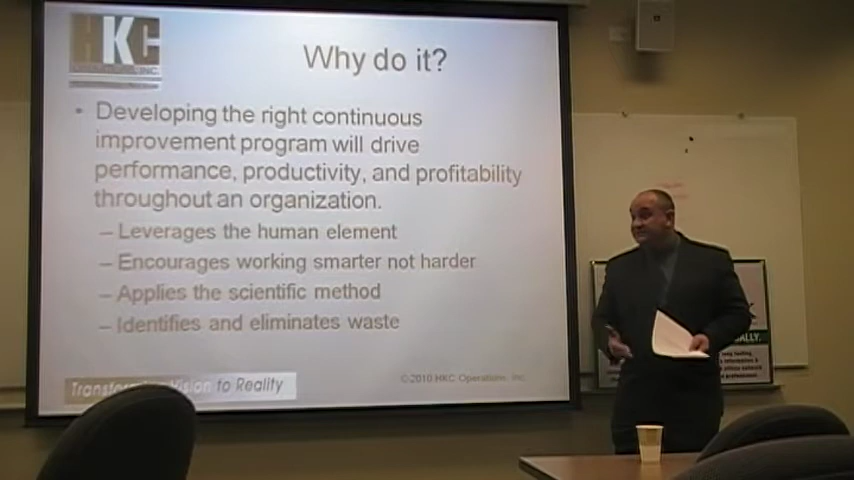 HKC
Why do it?
• Developing the right continuous
improvement program will drive
performance, productivity, and profitability
throughout an organization.
– Leverages the human element
– Encourages working smarter not harder
– Applies the scientific method
– Identifies and eliminates waste
Transforming Vision to Reality
©2010 HKC Operations, Inc.